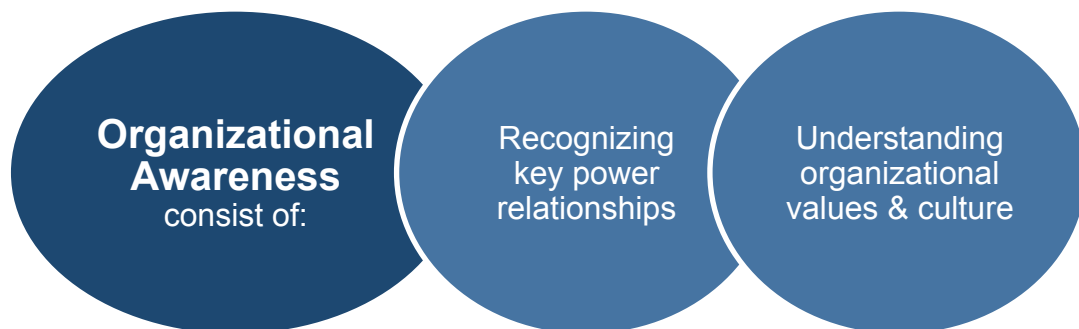 Organizational
Awareness
consist of:
Recognizing
key power
relationships
Understanding
organizational
values & culture